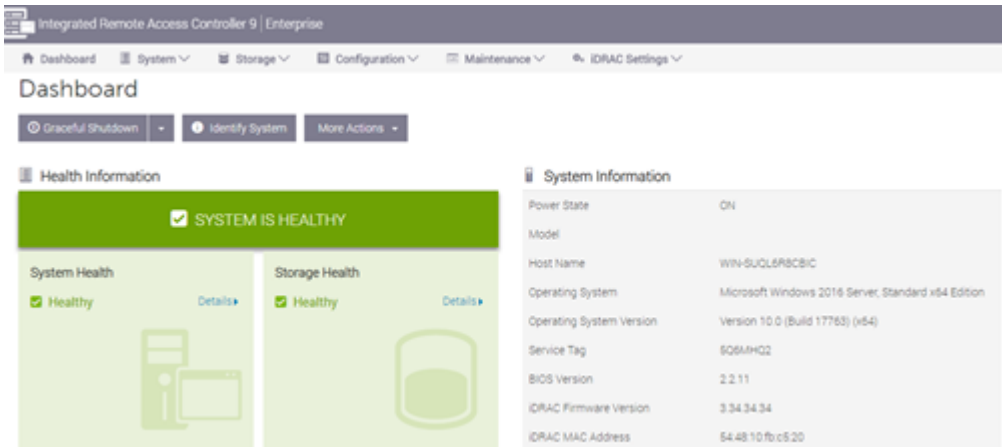 Integrated Remote Access Controller 9 | Enterprise
Dashboard System Storage Configuration Maintenance iDRAC Settings
Dashboard
Graceful Shutdown Identify System More Actions
Health Information
SYSTEM IS HEALTHY
System Health
Healthy Details
Storage Health
Healthy Details
System Information
Power State ON
Model
Host Name WIN-SUQL6R8CBIC
Operating System Microsoft Windows 2016 Server, Standard x64 Edition
Operating System Version Version 10.0 (Build 17763) (x64)
Service Tag 5Q6MHQ2
BIOS Version 2.2.11
iDRAC Firmware Version 3.34.34.34
iDRAC MAC Address 54:48:10:fb:c5:20